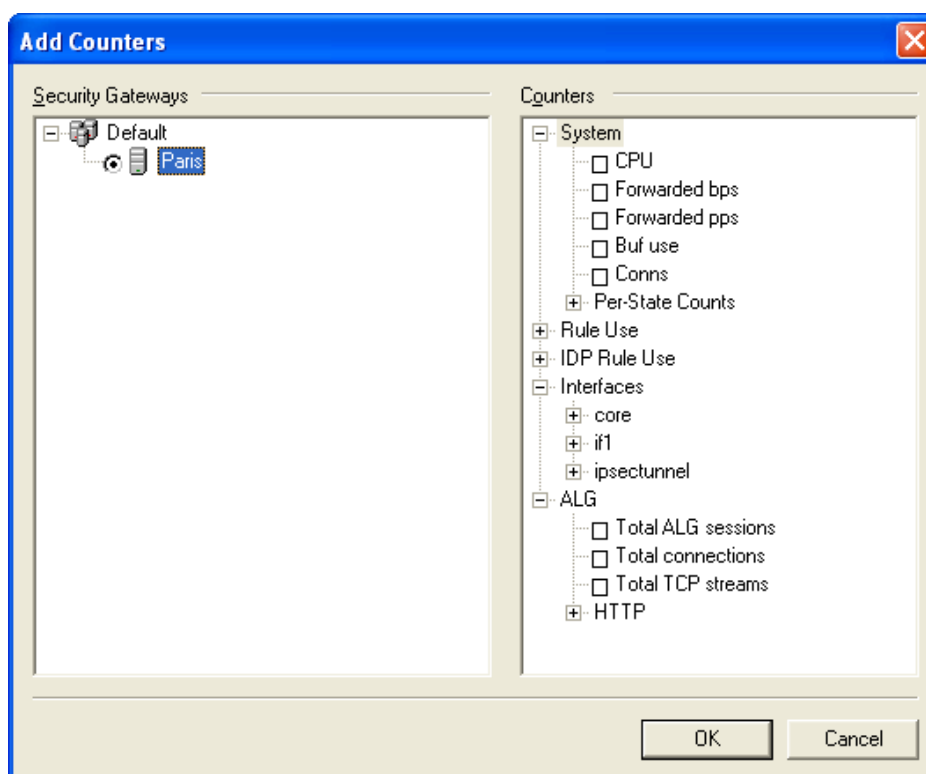 Add Counters
Security Gateways
Default
Paris
Counters
System
CPU
Forwarded bps
Forwarded pps
Buf use
Conns
Per-State Counts
Rule Use
IDP Rule Use
Interfaces
core
if1
ipsectunnel
ALG
Total ALG sessions
Total connections
Total TCP streams
HTTP
OK
Cancel